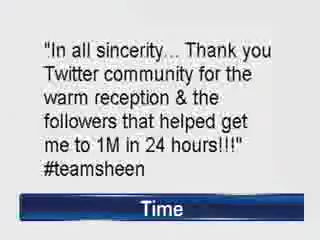 "In all sincerity... Thank you
Twitter community for the
warm reception & the
followers that helped get
me to 1M in 24 hours!!!"
#teamsheen
Time